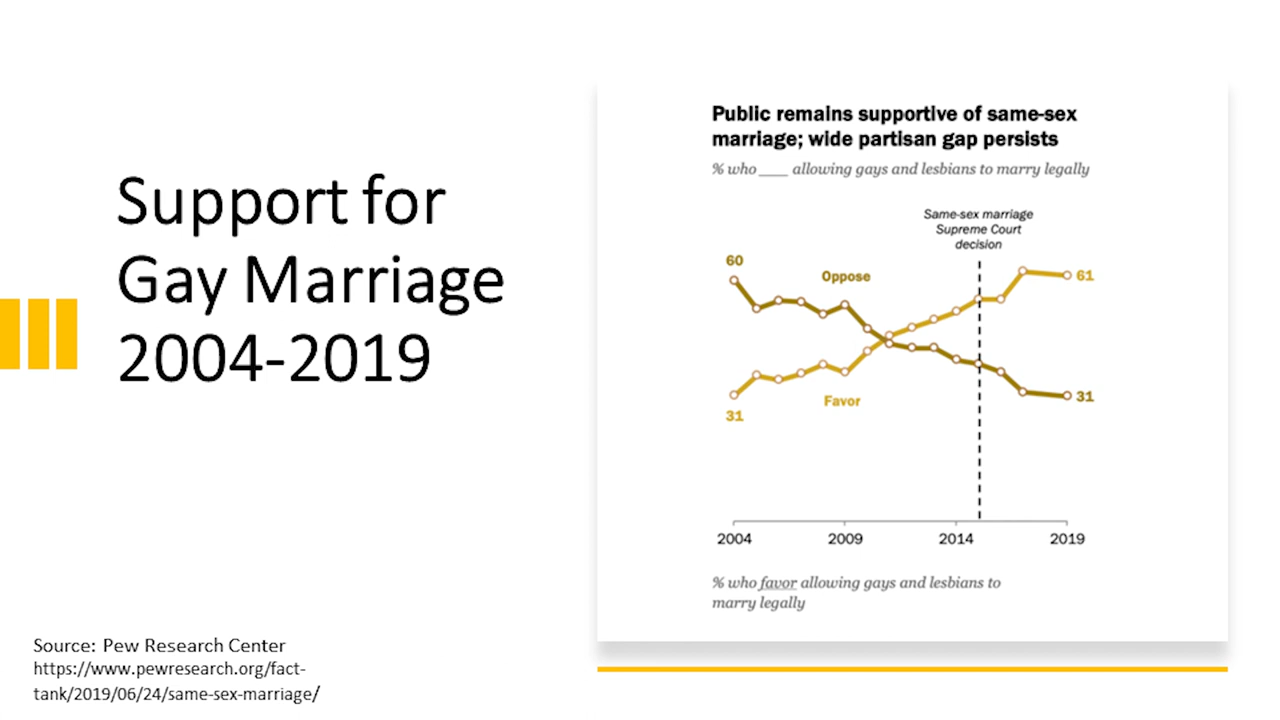 Support for
Gay Marriage
2004-2019
Source: Pew Research Center
https://www.pewresearch.org/fact-
tank/2019/06/24/same-sex-marriage/
Public remains supportive of same-sex
marriage; wide partisan gap persists
% who ___ allowing gays and lesbians to marry legally
Same-sex marriage
Supreme Court
decision
60
Oppose
61
Favor
31
31
2004 2009 2014 2019
% who favor allowing gays and lesbians to
marry legally